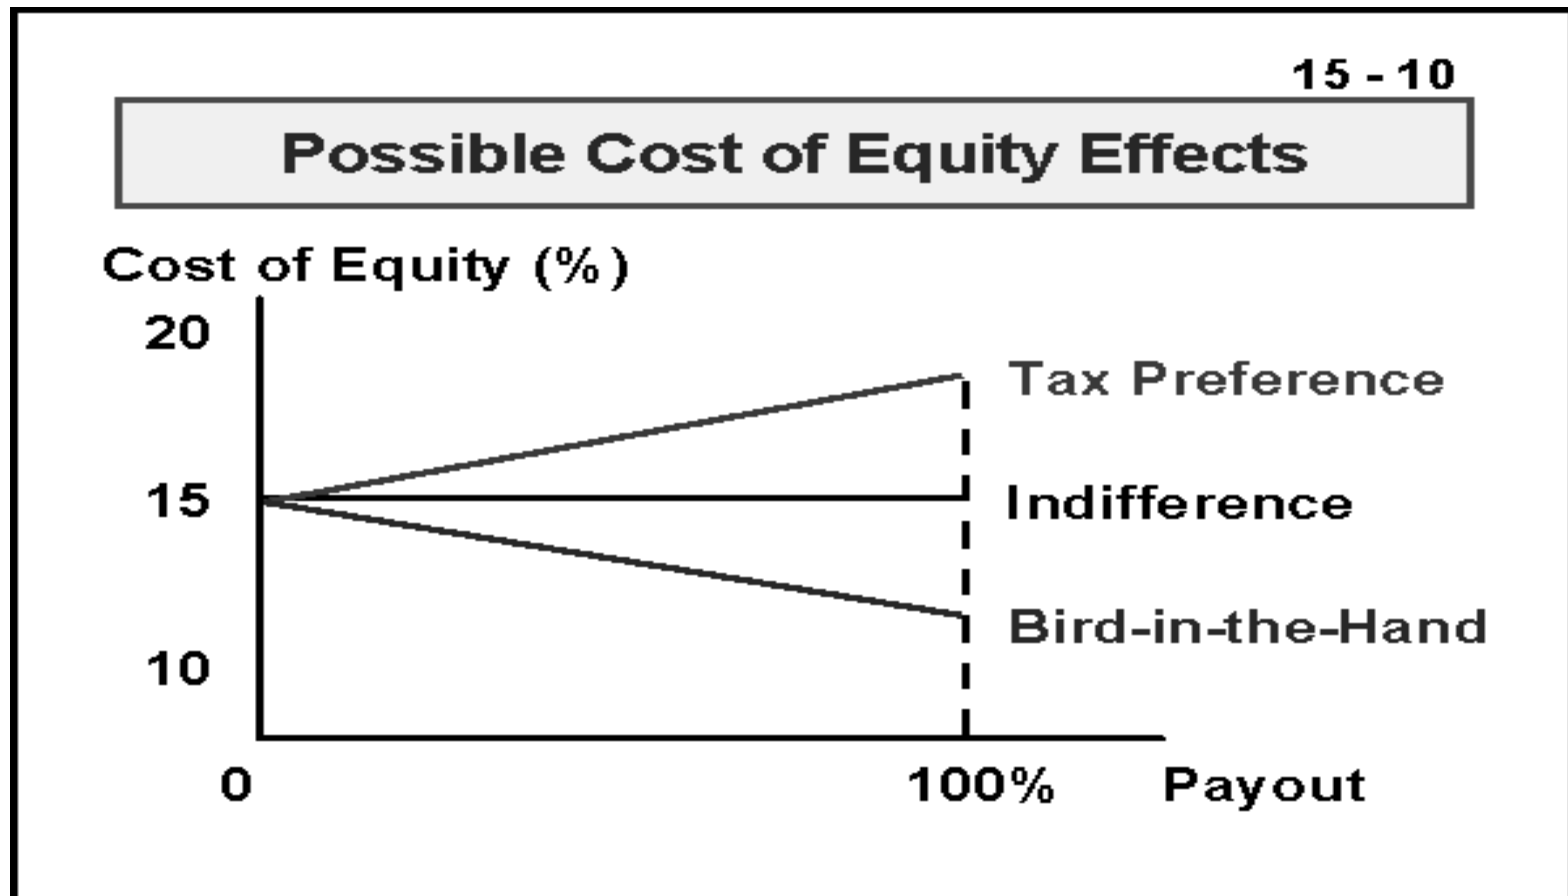 15 - 10
Possible Cost of Equity Effects
Cost of Equity (%)
20
Tax Preference
15
Indifference
Bird-in-the-Hand
10
0 100% Payout